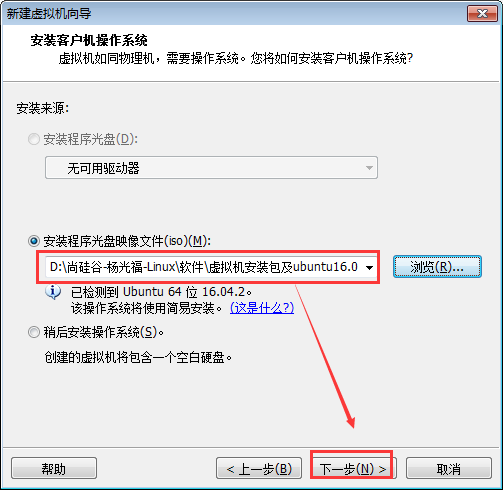 新建虚拟机向导
安装客户机操作系统
虚拟机如同物理机，需要操作系统。您将如何安装客户机操作系统?
安装来源:
安装程序光盘(D):
无可用驱动器
安装程序光盘映像文件(iso)(M):
D:\尚硅谷-杨光福-Linux\软件\虚拟机安装包及ubuntu16.0
浏览(R)...
已检测到 Ubuntu 64 位 16.04.2。
该操作系统将使用简易安装。 (这是什么?)
稍后安装操作系统(S)。
创建的虚拟机将包含一个空白硬盘。
帮助
< 上一步(B)
下一步(N) >
取消